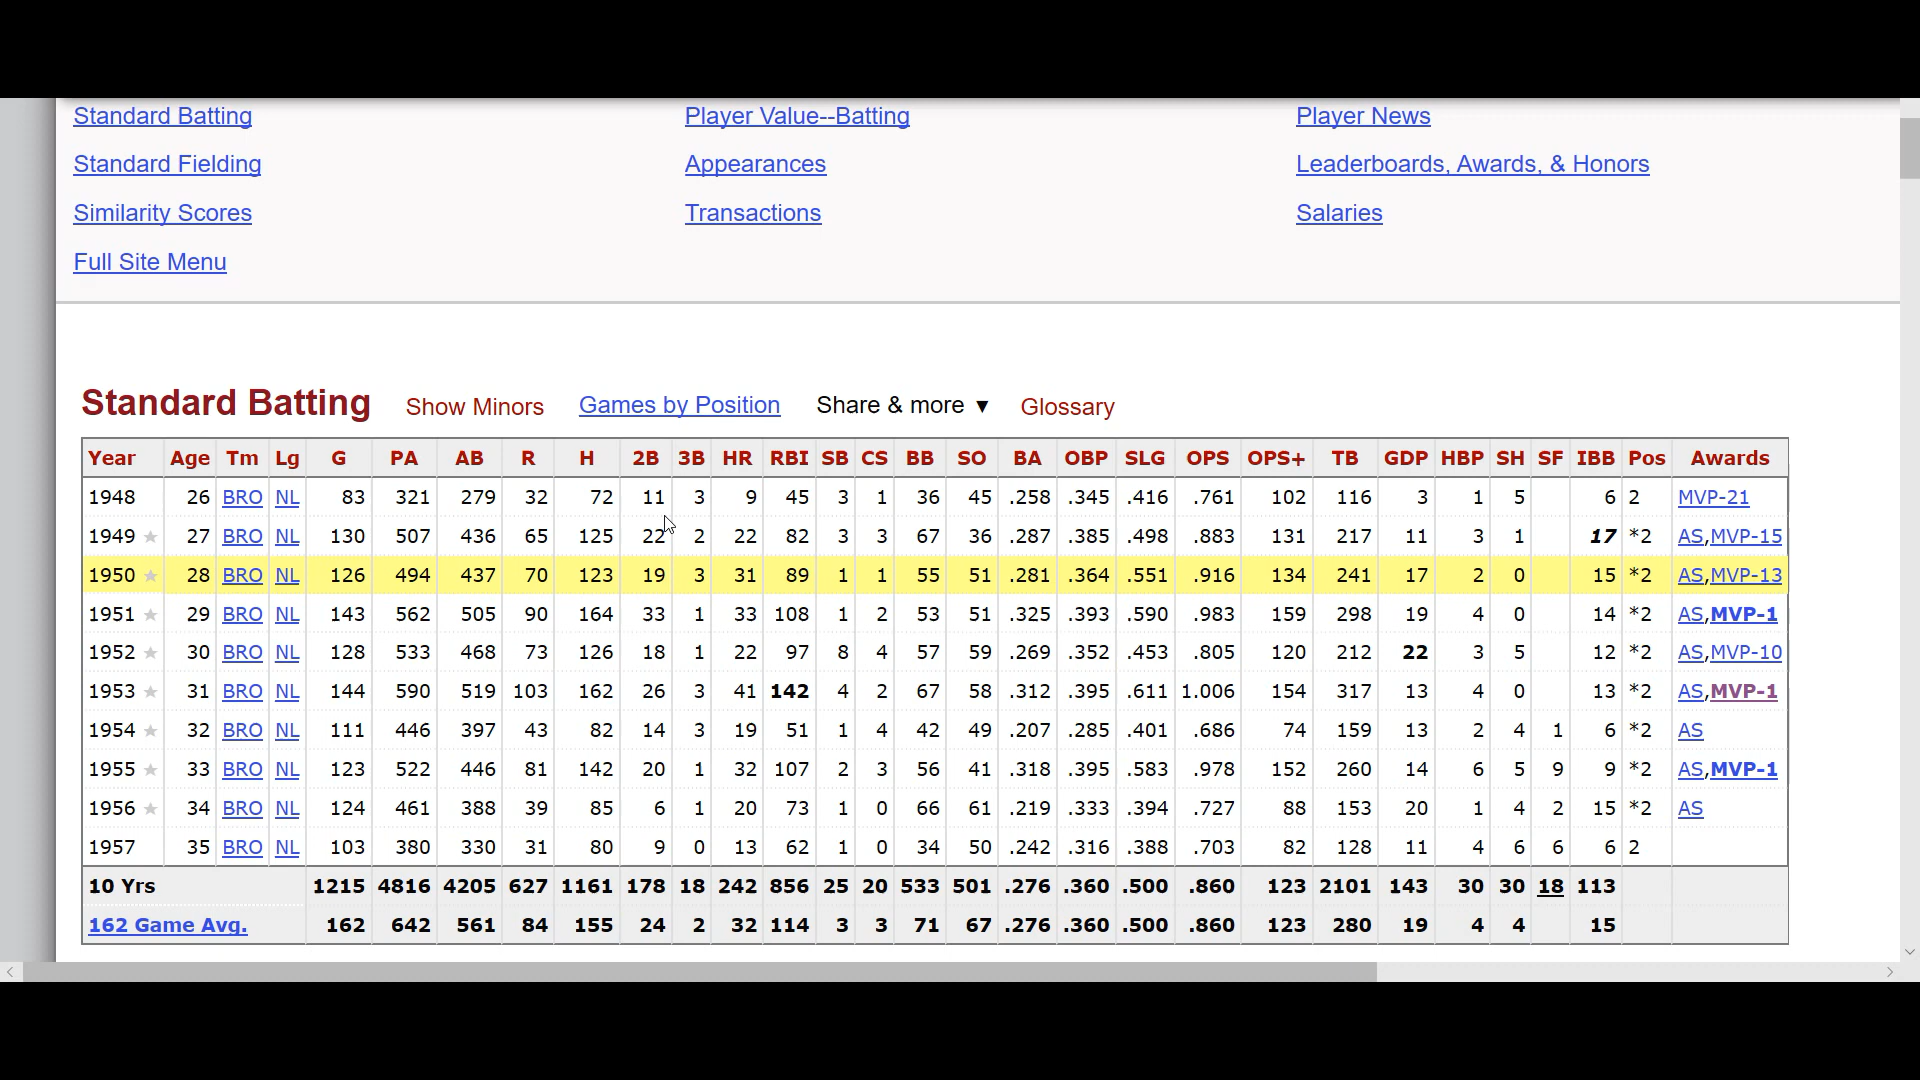 Standard Batting Player Value--Batting Player News
Standard Fielding Appearances Leaderboards, Awards, & Honors
Similarity Scores Transactions Salaries
Full Site Menu
Standard Batting Show Minors Games by Position Share & more ▼ Glossary
Year Age Tm Lg G PA AB R H 2B 3B HR RBI SB CS BB SO BA OBP SLG OPS OPS+ TB GDP HBP SH SF IBB Pos Awards
1948 26 BRO NL 83 321 279 32 72 11 3 9 45 3 1 36 45 .258 .345 .416 .761 102 116 3 1 5 6 2 MVP-21
1949 ★ 27 BRO NL 130 507 436 65 125 22 2 22 82 3 3 67 36 .287 .385 .498 .883 131 217 11 3 1 17 *2 AS,MVP-15
1950 ★ 28 BRO NL 126 494 437 70 123 19 3 31 89 1 1 55 51 .281 .364 .551 .916 134 241 17 2 0 15 *2 AS,MVP-13
1951 ★ 29 BRO NL 143 562 505 90 164 33 1 33 108 1 2 53 51 .325 .393 .590 .983 159 298 19 4 0 14 *2 AS,MVP-1
1952 ★ 30 BRO NL 128 533 468 73 126 18 1 22 97 8 4 57 59 .269 .352 .453 .805 120 212 22 3 5 12 *2 AS,MVP-10
1953 ★ 31 BRO NL 144 590 519 103 162 26 3 41 142 4 2 67 58 .312 .395 .611 1.006 154 317 13 4 0 13 *2 AS,MVP-1
1954 ★ 32 BRO NL 111 446 397 43 82 14 3 19 51 1 4 42 49 .207 .285 .401 .686 74 159 13 2 4 1 6 *2 AS
1955 ★ 33 BRO NL 123 522 446 81 142 20 1 32 107 2 3 56 41 .318 .395 .583 .978 152 260 14 6 5 9 9 *2 AS,MVP-1
1956 ★ 34 BRO NL 124 461 388 39 85 6 1 20 73 1 0 66 61 .219 .333 .394 .727 88 153 20 1 4 2 15 *2 AS
1957 35 BRO NL 103 380 330 31 80 9 0 13 62 1 0 34 50 .242 .316 .388 .703 82 128 11 4 6 6 6 2
10 Yrs 1215 4816 4205 627 1161 178 18 242 856 25 20 533 501 .276 .360 .500 .860 123 2101 143 30 30 18 113
162 Game Avg. 162 642 561 84 155 24 2 32 114 3 3 71 67 .276 .360 .500 .860 123 280 19 4 4 15